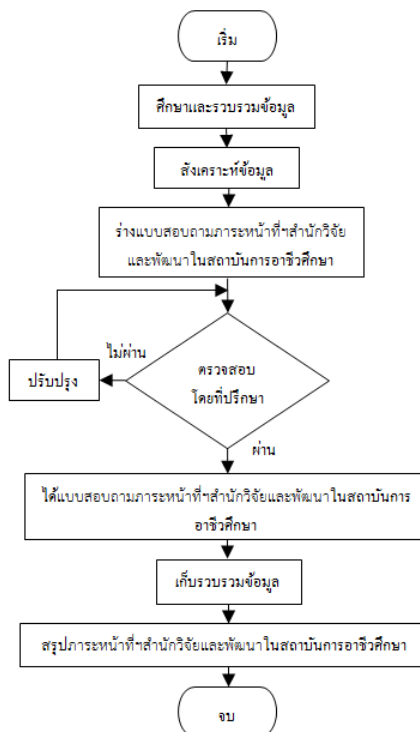 เริ่ม
ศึกษาและรวบรวมข้อมูล
สังเคราะห์ข้อมูล
ร่างแบบสอบถามภาระหน้าที่ฯสำนักวิจัย
และพัฒนาในสถาบันการอาชีวศึกษา
ไม่ผ่าน
ปรับปรุง
ตรวจสอบ
โดยที่ปรึกษา
ผ่าน
ได้แบบสอบถามภาระหน้าที่ฯสำนักวิจัยและพัฒนาในสถาบันการ
อาชีวศึกษา
เก็บรวบรวมข้อมูล
สรุปภาระหน้าที่ฯสำนักวิจัยและพัฒนาในสถาบันการอาชีวศึกษา
จบ